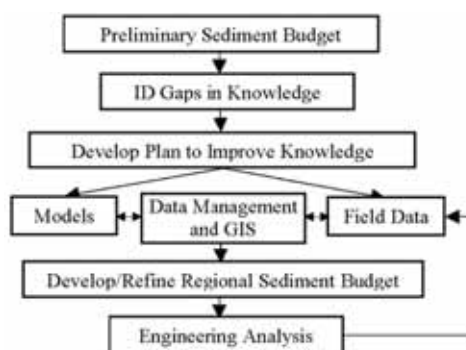 Preliminary Sediment Budget
ID Gaps in Knowledge
Develop Plan to Improve Knowledge
Models
Data Management
and GIS
Field Data
Develop/Refine Regional Sediment Budget
Engineering Analysis